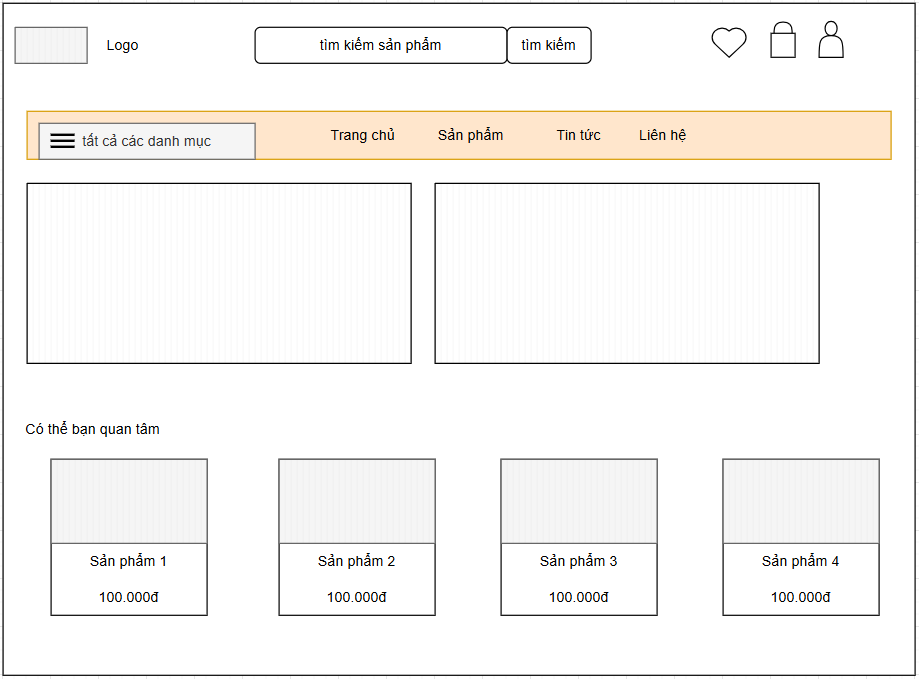 Logo
tìm kiếm sản phẩm
tìm kiếm
tất cả các danh mục
Trang chủ
Sản phẩm
Tin tức
Liên hệ
Có thể bạn quan tâm
Sản phẩm 1
100.000đ
Sản phẩm 2
100.000đ
Sản phẩm 3
100.000đ
Sản phẩm 4
100.000đ